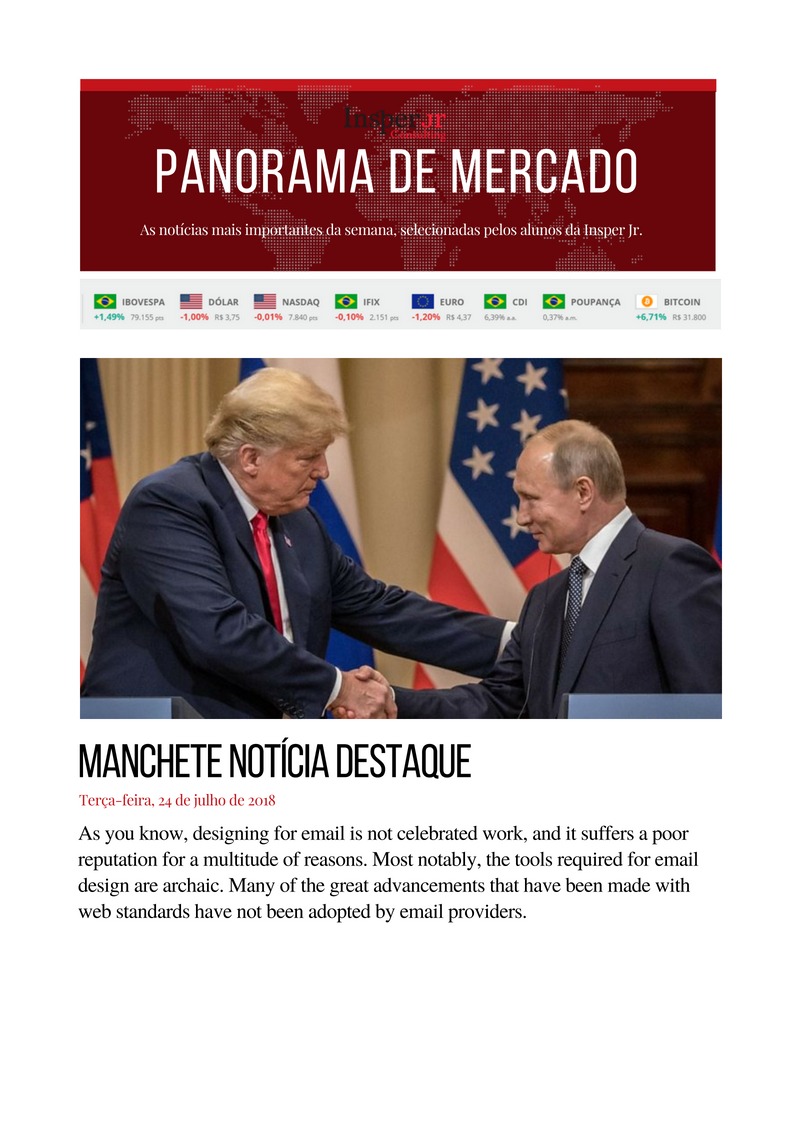 Insper Jr
Consulting
PANORAMA DE MERCADO
As notícias mais importantes da semana, selecionadas pelos alunos da Insper Jr.
IBOVESPA DÓLAR NASDAQ IFIX EURO CDI POUPANÇA BITCOIN
+1,49% 79.155 pts -1,00% R$ 3,75 -0,01% 7.840 pts -0,10% 2.151 pts -1,20% R$ 4,37 6,39% a.a. 0,37% a.m. +6,71% R$ 31.800
MANCHETE NOTÍCIA DESTAQUE
Terça-feira, 24 de julho de 2018
As you know, designing for email is not celebrated work, and it suffers a poor
reputation for a multitude of reasons. Most notably, the tools required for email
design are archaic. Many of the great advancements that have been made with
web standards have not been adopted by email providers.